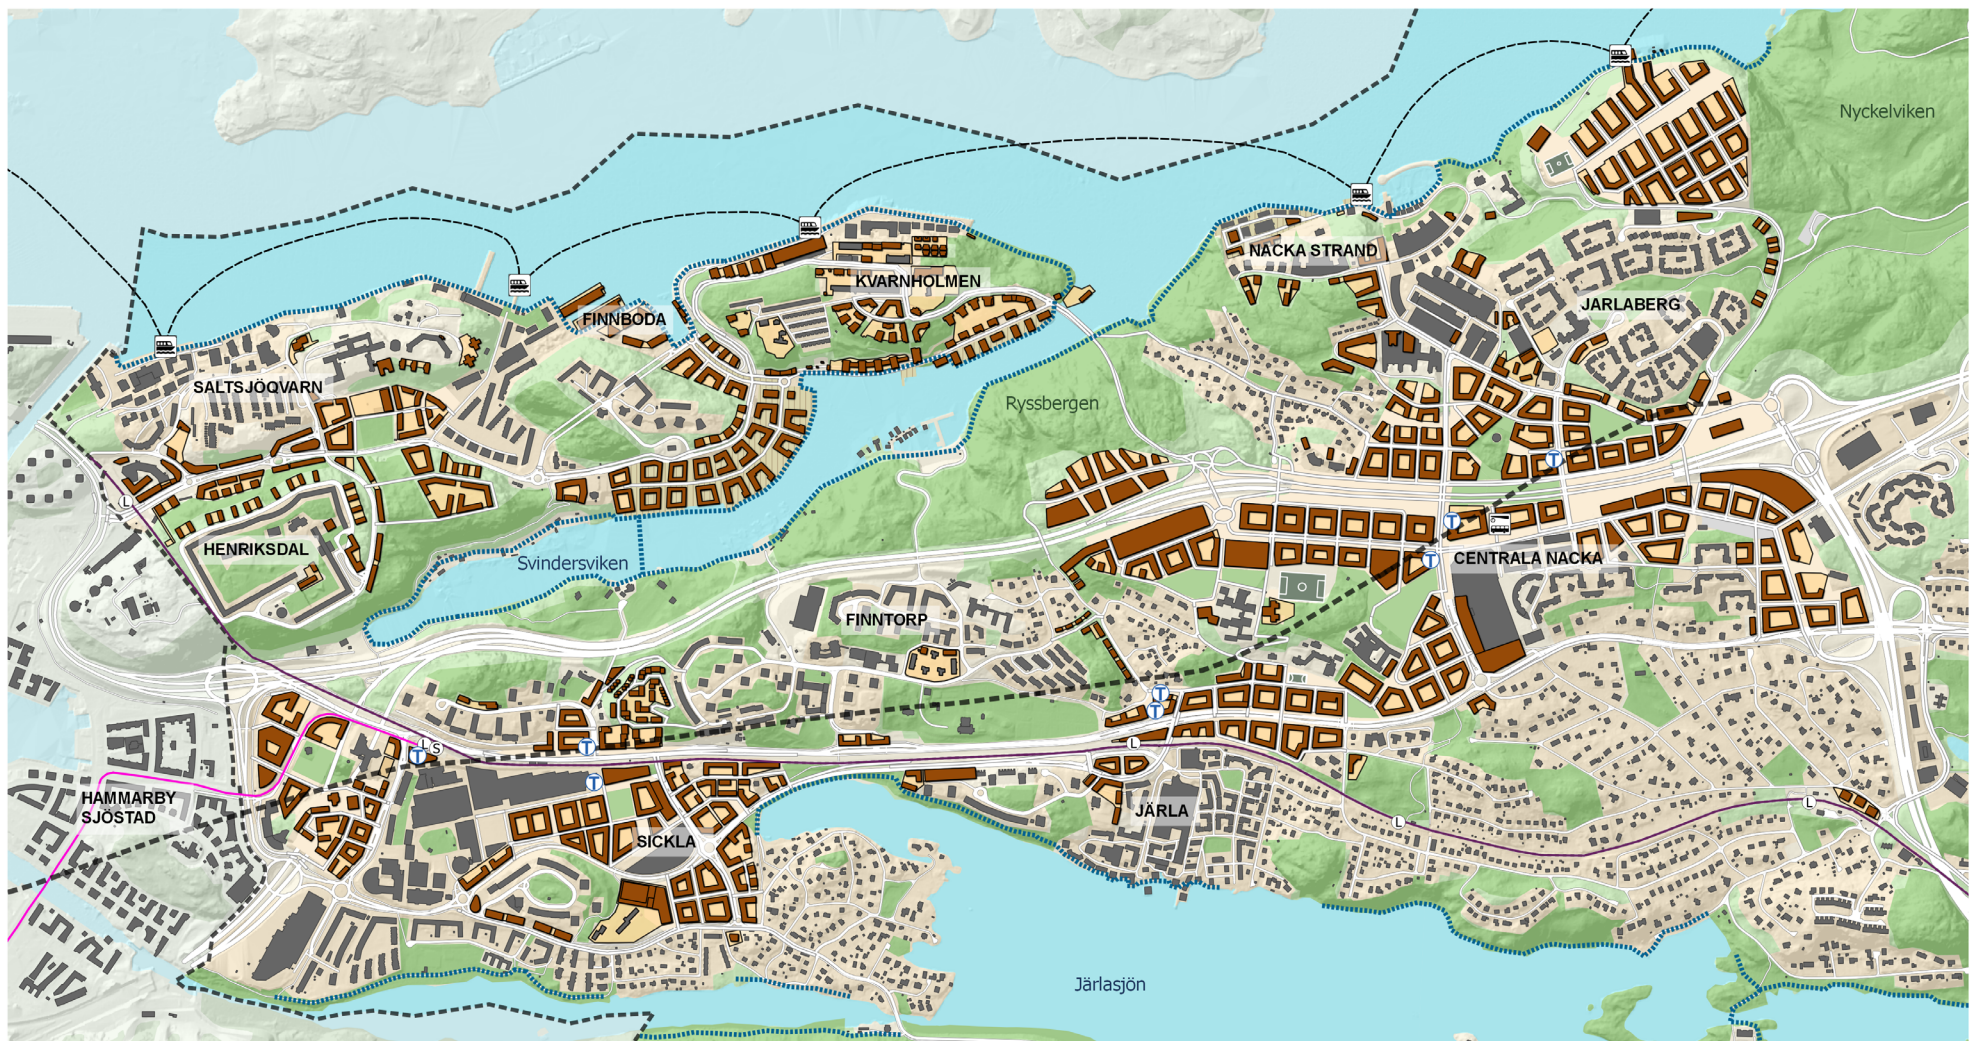 Nyckelviken
NACKA STRAND
KVARNHOLMEN
JARLABERG
FINNBODA
SALTSJÖQVARN
Ryssbergen
T
L
T
HENRIKSDAL
Svindersviken
T
CENTRALA NACKA
FINNTORP
T
T
L
S
T
T
L
T
HAMMARBY
SJÖSTAD
JÄRLA
L
L
SICKLA
Järlasjön